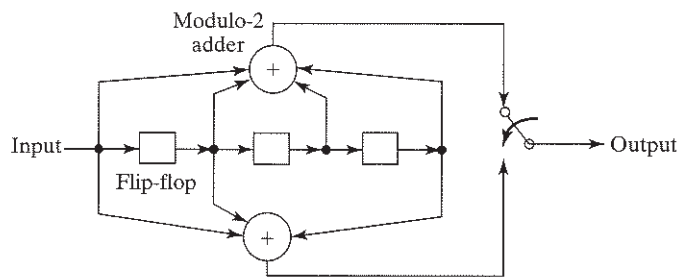 Modulo-2
adder
+
Input
Output
Flip-flop
+